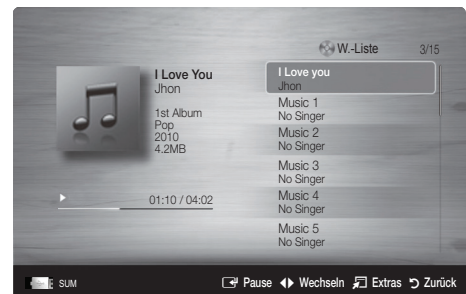 W.-Liste 3/15
I Love You
Jhon
1st Album
Pop
2010
4.2MB
01:10 / 04:02
I Love you
Jhon
Music 1
No Singer
Music 2
No Singer
Music 3
No Singer
Music 4
No Singer
Music 5
No Singer
SUM Pause Wechseln Extras Zurück